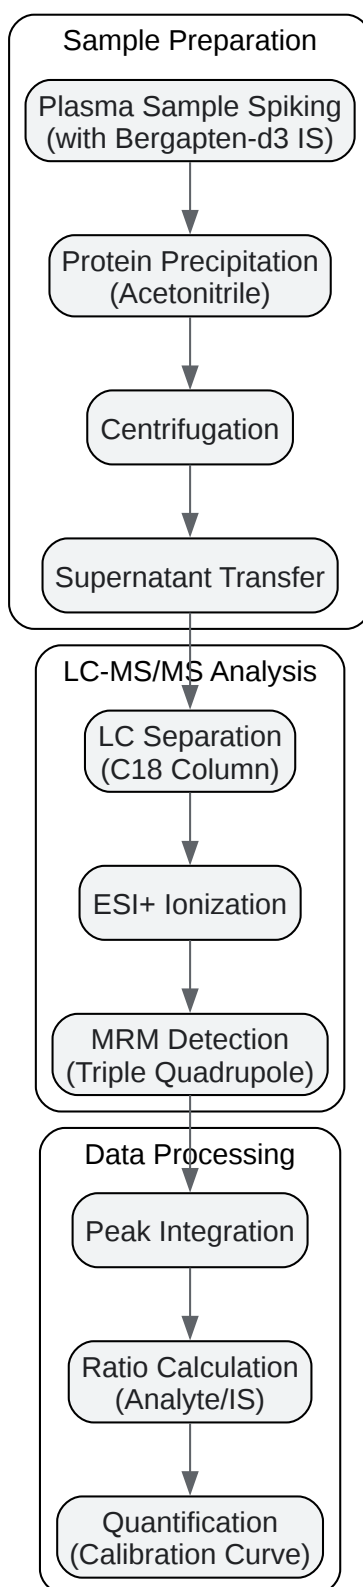 Sample Preparation
Plasma Sample Spiking
(with Bergapten-d3 IS)
Protein Precipitation
(Acetonitrile)
Centrifugation
Supernatant Transfer
LC-MS/MS Analysis
LC Separation
(C18 Column)
ESI+ Ionization
MRM Detection
(Triple Quadrupole)
Data Processing
Peak Integration
Ratio Calculation
(Analyte/IS)
Quantification
(Calibration Curve)